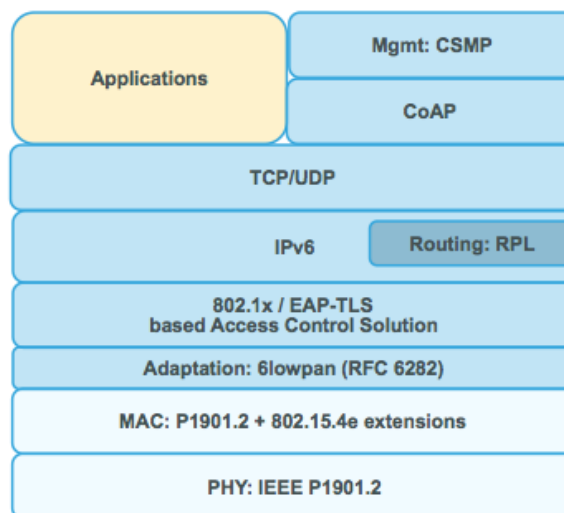 Mgmt: CSMP
Applications
CoAP
TCP/UDP
IPv6
Routing: RPL
802.1x / EAP-TLS
based Access Control Solution
Adaptation: 6lowpan (RFC 6282)
MAC: P1901.2 + 802.15.4e extensions
PHY: IEEE P1901.2